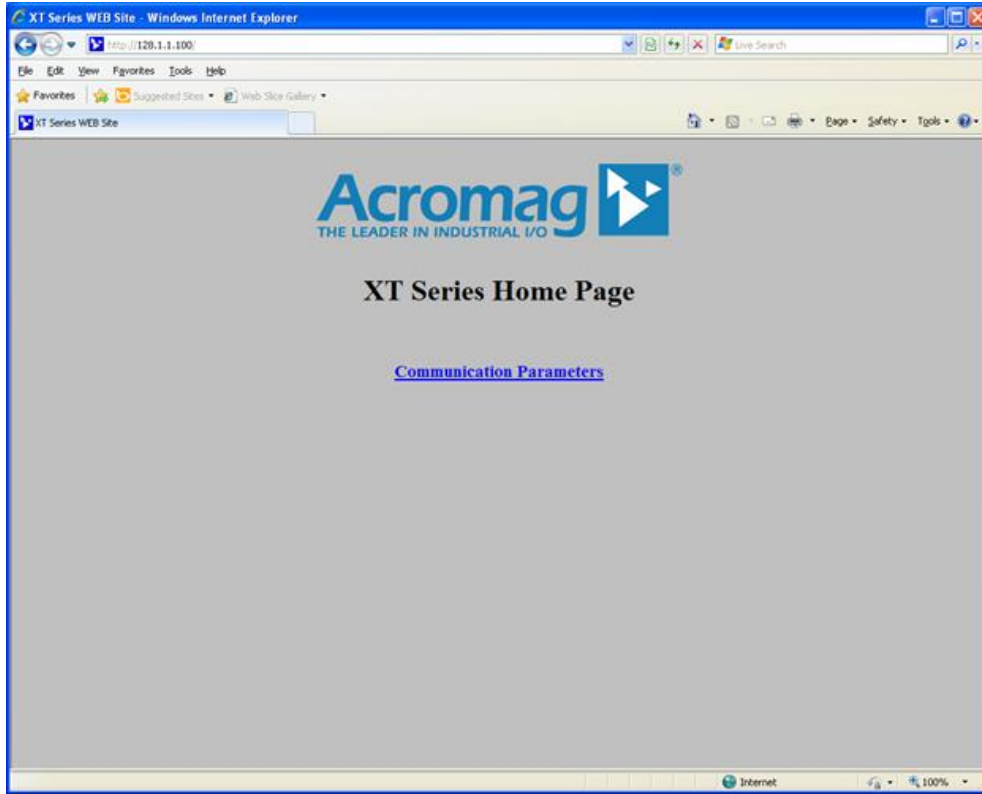 XT Series WEB Site - Windows Internet Explorer
http://128.1.1.100/
Live Search
File Edit View Favorites Tools Help
Favorites Suggested Sites Web Slice Gallery
XT Series WEB Site
Page Safety Tools
Acromag ®
THE LEADER IN INDUSTRIAL I/O
XT Series Home Page
Communication Parameters
Internet 100%